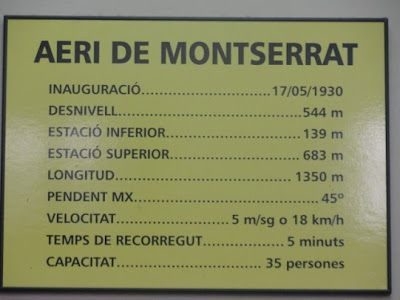 AERI DE MONTSERRAT
INAUGURACIÓ................................17/05/1930
DESNIVELL.............................................544 m
ESTACIÓ INFERIOR.................................139 m
ESTACIÓ SUPERIOR................................683 m
LONGITUD...........................................1350 m
PENDENT MX...........................................45º
VELOCITAT.........................5 m/sg o 18 km/h
TEMPS DE RECORREGUT....................5 minuts
CAPACITAT...................................35 persones